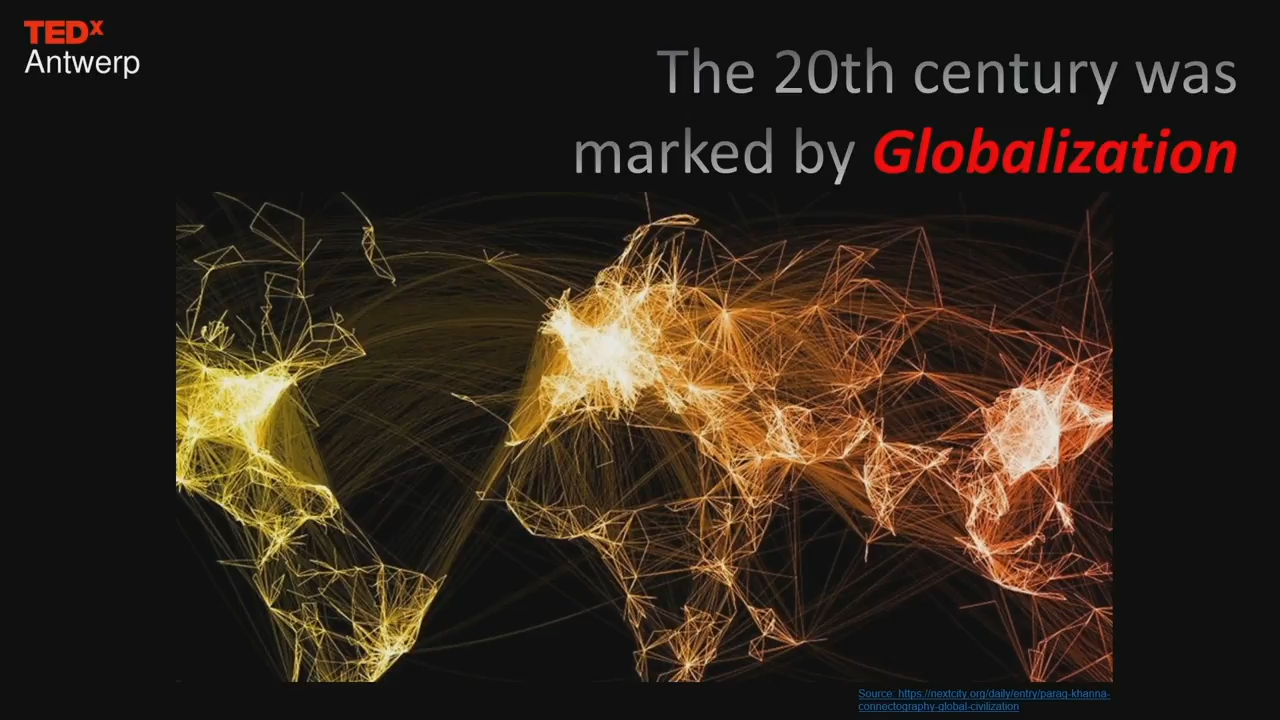 TEDx
Antwerp
The 20th century was
marked by Globalization
Source: https://nextcity.org/daily/entry/parag-khanna-
connectography-global-civilization